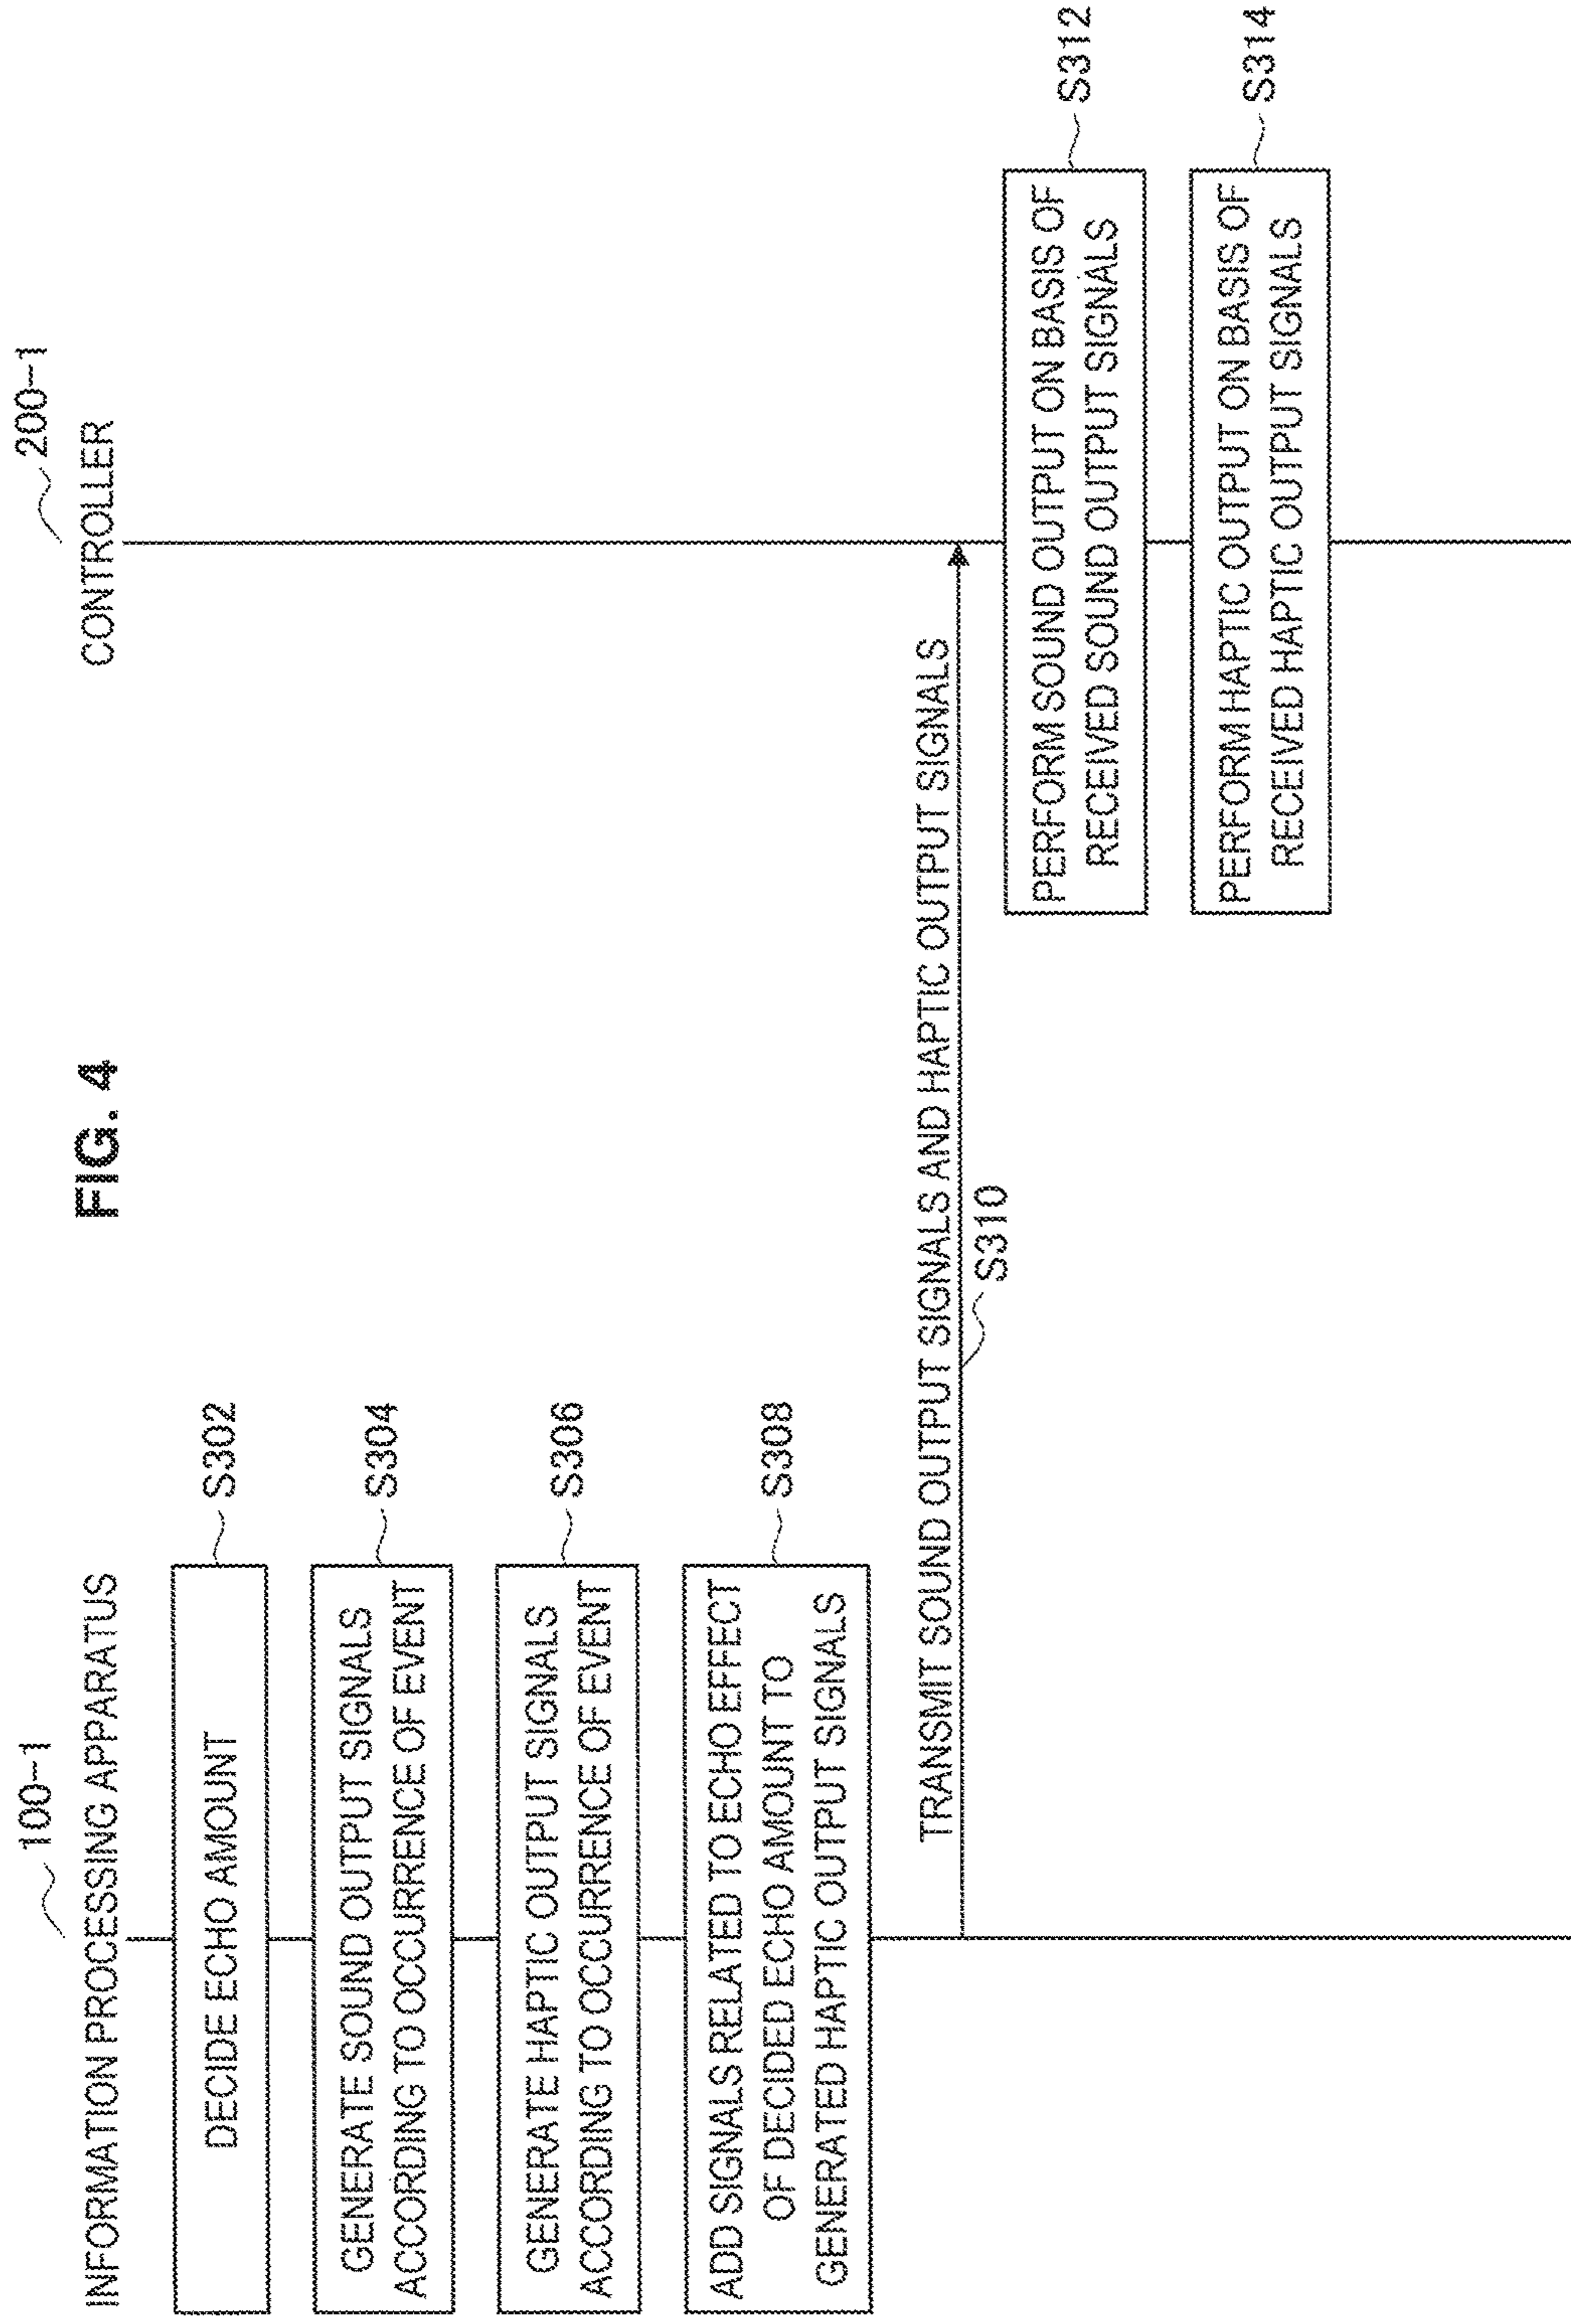 FIG. 4
100-1
INFORMATION PROCESSING APPARATUS
200-1
CONTROLLER
DECIDE ECHO AMOUNT
S302
GENERATE SOUND OUTPUT SIGNALS
ACCORDING TO OCCURRENCE OF EVENT
S304
GENERATE HAPTIC OUTPUT SIGNALS
ACCORDING TO OCCURRENCE OF EVENT
S306
ADD SIGNALS RELATED TO ECHO EFFECT
OF DECIDED ECHO AMOUNT TO
GENERATED HAPTIC OUTPUT SIGNALS
S308
TRANSMIT SOUND OUTPUT SIGNALS AND HAPTIC OUTPUT SIGNALS
S310
PERFORM SOUND OUTPUT ON BASIS OF
RECEIVED SOUND OUTPUT SIGNALS
S312
PERFORM HAPTIC OUTPUT ON BASIS OF
RECEIVED HAPTIC OUTPUT SIGNALS
S314